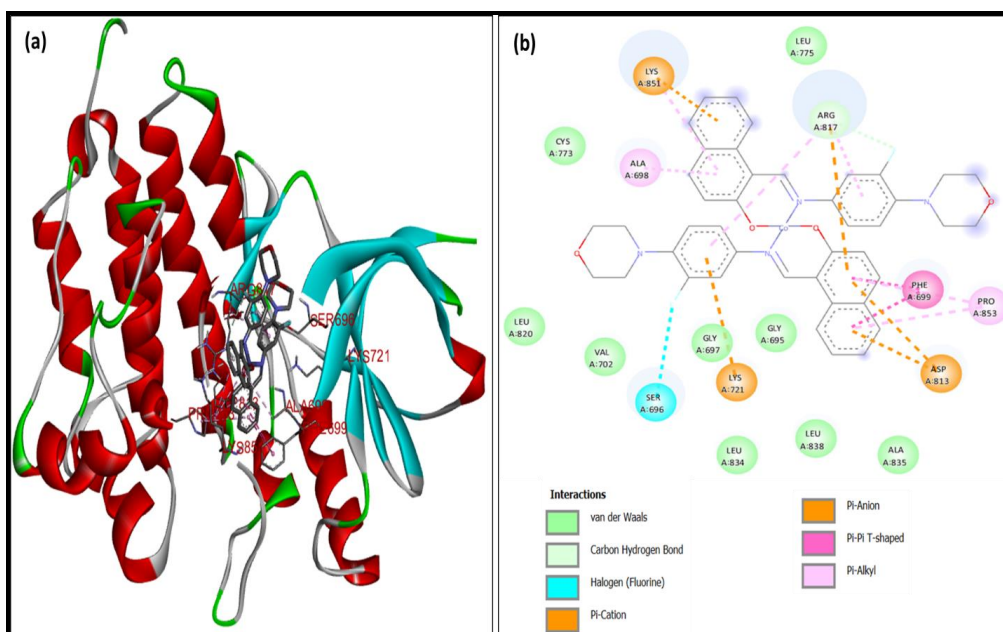 (a)
SER696
LYS721
(b)
LEU
A:775
LYS
A:851
ARG
A:817
CYS
A:773
ALA
A:698
N
N
O
O
O
O
N
N
PHE
A:699
PRO
A:853
LEU
A:820
VAL
A:702
GLY
A:697
GLY
A:695
LYS
A:721
ASP
A:813
SER
A:696
LEU
A:834
LEU
A:838
ALA
A:835
Interactions
van der Waals
Carbon Hydrogen Bond
Halogen (Fluorine)
Pi-Cation
Pi-Anion
Pi-Pi T-shaped
Pi-Alkyl